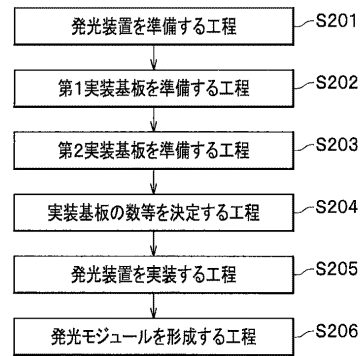 発光装置を準備する工程 S201
第1実装基板を準備する工程 S202
第2実装基板を準備する工程 S203
実装基板の数等を決定する工程 S204
発光装置を実装する工程 S205
発光モジュールを形成する工程 S206